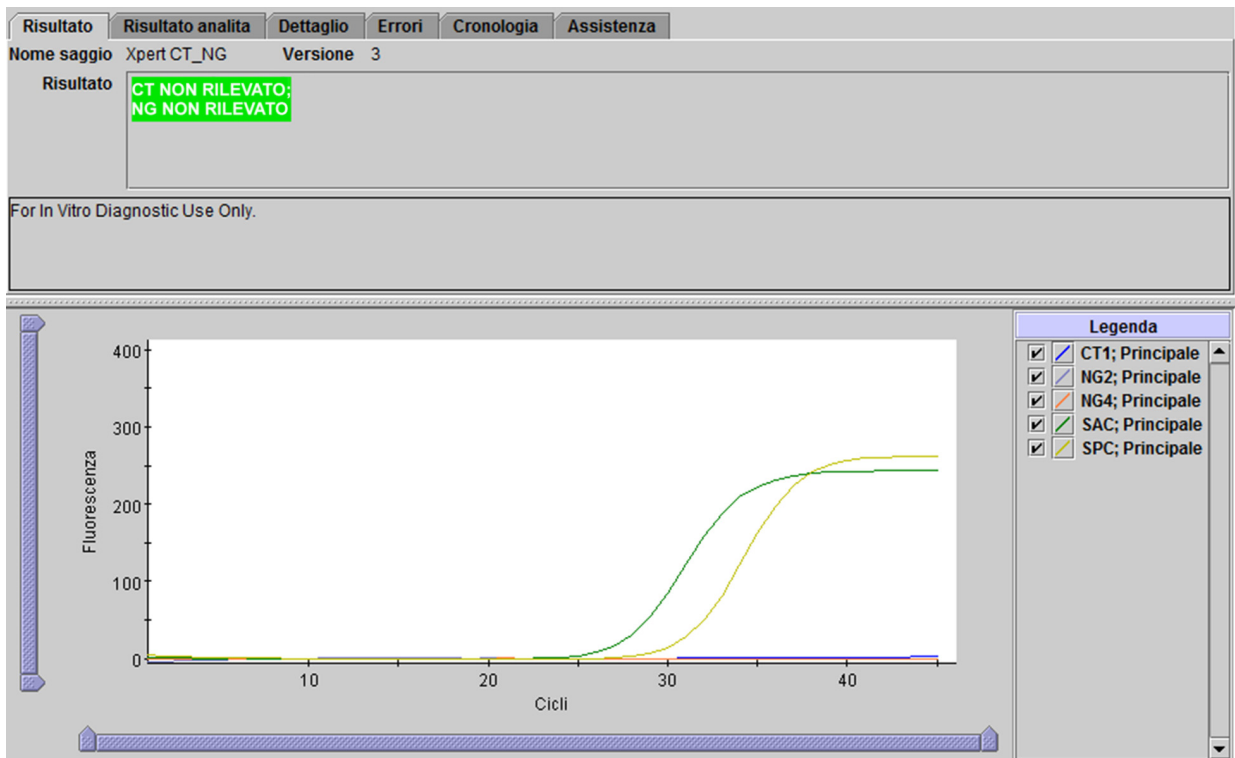 Risultato Risultato analita Dettaglio Errori Cronologia Assistenza
Nome saggio Xpert CT_NG Versione 3
Risultato
CT NON RILEVATO;
NG NON RILEVATO
For In Vitro Diagnostic Use Only.
400
300
200
100
0
Fluorescenza
10 20 30 40
Cicli
Legenda
CT1; Principale
NG2; Principale
NG4; Principale
SAC; Principale
SPC; Principale